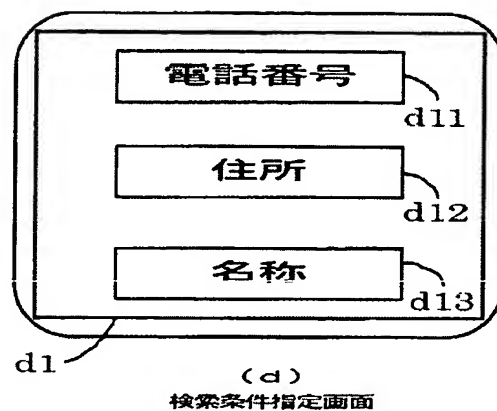 電話番号
d11
住所
d12
名称
d13
d1
(d)
検索条件指定画面